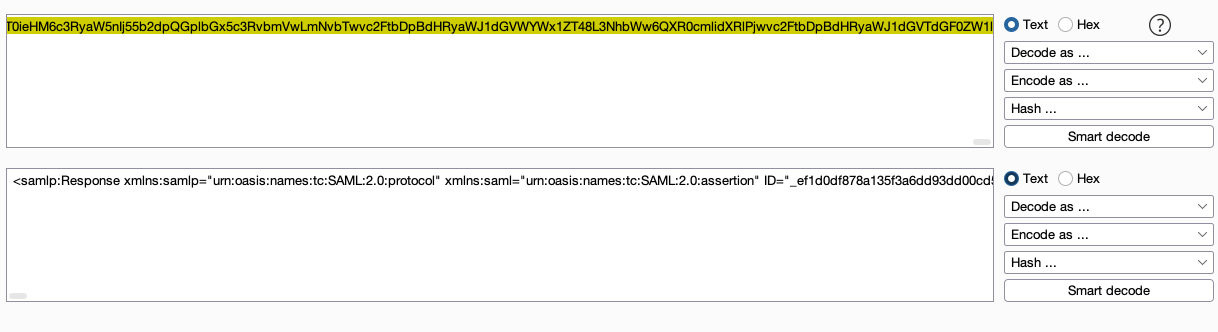 T0ieHM6c3RyaW5nIj55b2dpQGplbGx5c3RvbmVwLmNvbTwvc2FtbDpBdHRyaWJ1dGVWYWx1ZT48L3NhbWw6QXR0cmlidXRlPjwvc2FtbDpBdHRyaWJ1dGVTdGF0ZW1l
Text Hex ?
Decode as ...
Encode as ...
Hash ...
Smart decode
<samlp:Response xmlns:samlp="urn:oasis:names:tc:SAML:2.0:protocol" xmlns:saml="urn:oasis:names:tc:SAML:2.0:assertion" ID="_ef1d0df878a135f3a6dd93dd00cd5
Text Hex
Decode as ...
Encode as ...
Hash ...
Smart decode